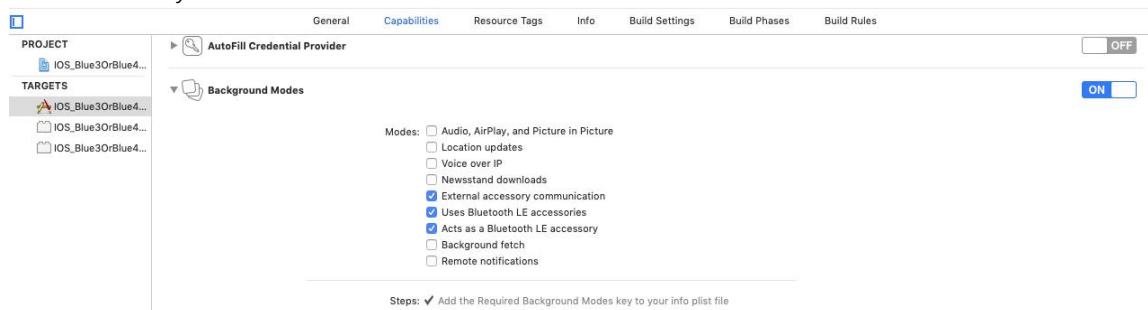 General Capabilities Resource Tags Info Build Settings Build Phases Build Rules
PROJECT
IOS_Blue3OrBlue4...
TARGETS
IOS_Blue3OrBlue4...
IOS_Blue3OrBlue4...
IOS_Blue3OrBlue4...
AutoFill Credential Provider OFF
Background Modes ON
Modes: Audio, AirPlay, and Picture in Picture
Location updates
Voice over IP
Newsstand downloads
External accessory communication
Uses Bluetooth LE accessories
Acts as a Bluetooth LE accessory
Background fetch
Remote notifications
Steps: ✓ Add the Required Background Modes key to your info plist file